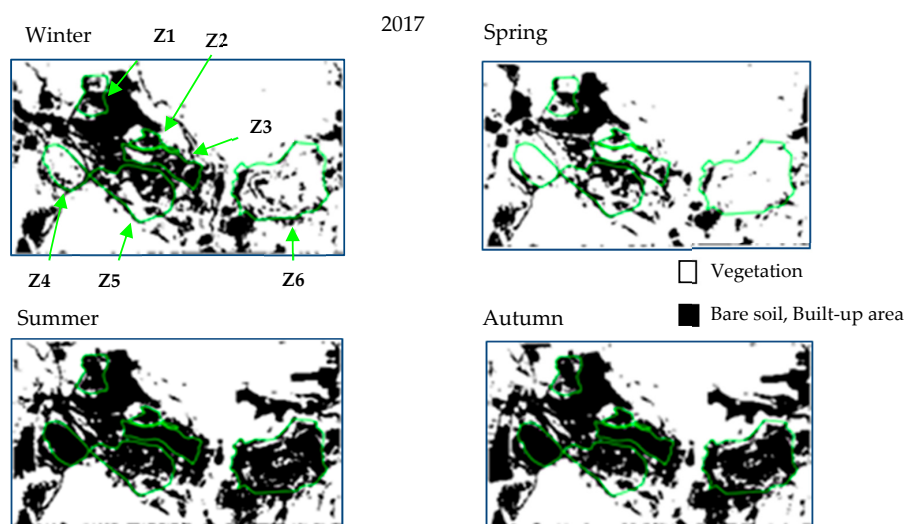 2017
Winter
Z1
Z2
Spring
Z3
Z4
Z5
Z6
Vegetation
Bare soil, Built-up area
Summer
Autumn